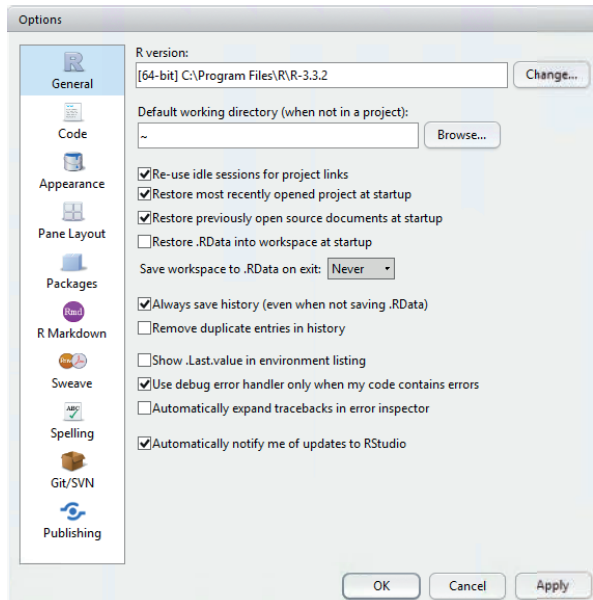 Options
R
General
Code
Appearance
Pane Layout
Packages
Rmd
R Markdown
Sweave
ABC
Spelling
Git/SVN
Publishing
R version:
[64-bit] C:\Program Files\R\R-3.3.2
Change...
Default working directory (when not in a project):
~
Browse...
Re-use idle sessions for project links
Restore most recently opened project at startup
Restore previously open source documents at startup
Restore .RData into workspace at startup
Save workspace to .RData on exit: Never
Always save history (even when not saving .RData)
Remove duplicate entries in history
Show .Last.value in environment listing
Use debug error handler only when my code contains errors
Automatically expand tracebacks in error inspector
Automatically notify me of updates to RStudio
OK Cancel Apply